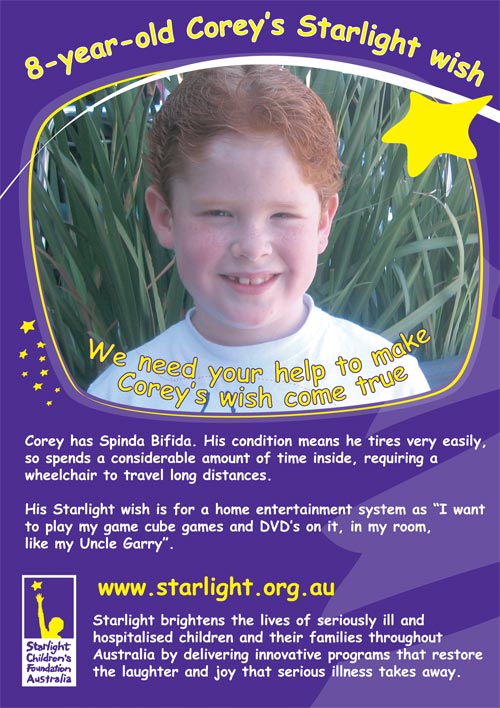 8-year-old Corey's Starlight wish
We need your help to make
Corey's wish come true
Corey has Spinda Bifida. His condition means he tires very easily,
so spends a considerable amount of time inside, requiring a
wheelchair to travel long distances.
His Starlight wish is for a home entertainment system as “I want
to play my game cube games and DVD's on it, in my room,
like my Uncle Garry”.
www.starlight.org.au
Starlight brightens the lives of seriously ill and
hospitalised children and their families throughout
Australia by delivering innovative programs that restore
the laughter and joy that serious illness takes away.
Starlight
Children's
Foundation
Australia